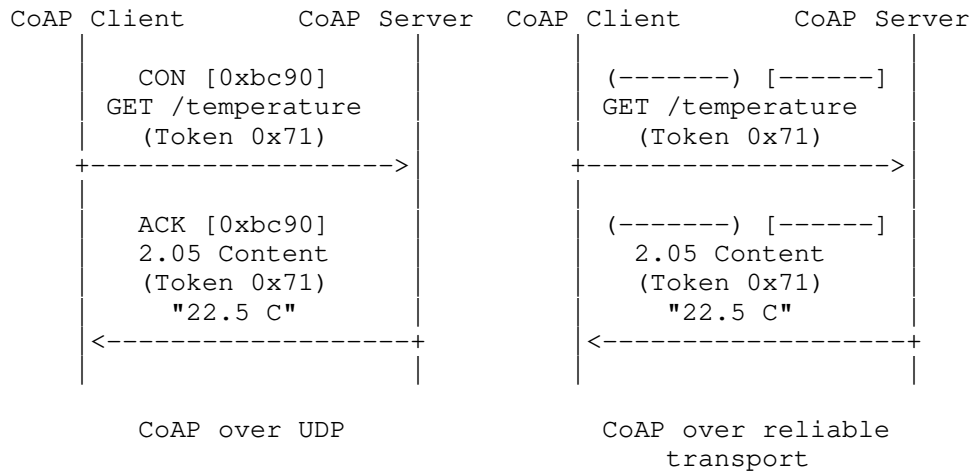 CoAP Client CoAP Server CoAP Client CoAP Server
CON [0xbc90] (-------) [------]
GET /temperature GET /temperature
(Token 0x71) (Token 0x71)
+-------------------> +------------------->
ACK [0xbc90] (-------) [------]
2.05 Content 2.05 Content
(Token 0x71) (Token 0x71)
"22.5 C" "22.5 C"
<-------------------+ <-------------------+
CoAP over UDP CoAP over reliable
transport